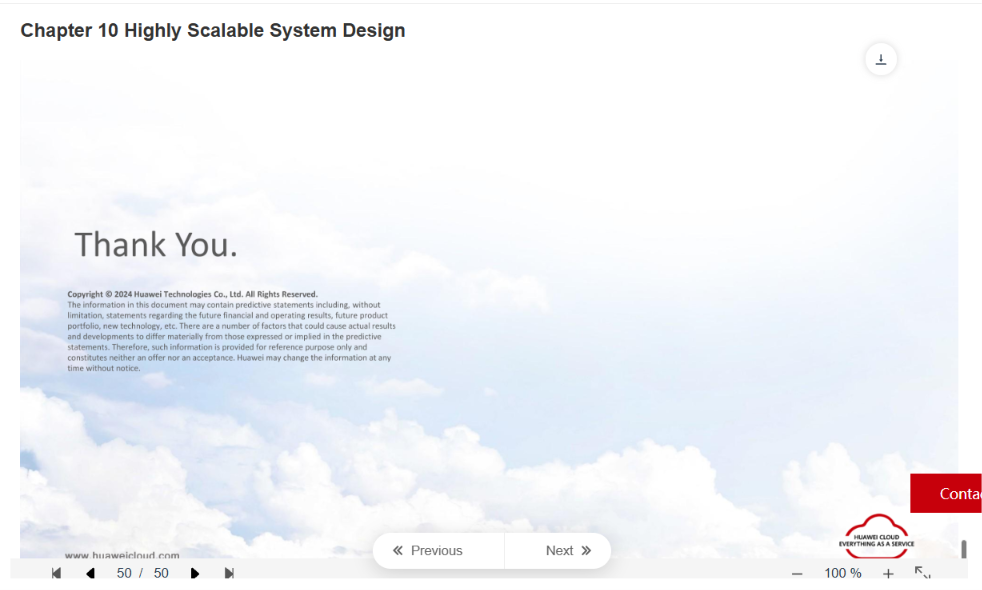 Chapter 10 Highly Scalable System Design
Thank You.
Copyright © 2024 Huawei Technologies Co., Ltd. All Rights Reserved.
The information in this document may contain predictive statements including, without
limitation, statements regarding the future financial and operating results, future product
portfolio, new technology, etc. There are a number of factors that could cause actual results
and developments to differ materially from those expressed or implied in the predictive
statements. Therefore, such information is provided for reference purpose only and
constitutes neither an offer nor an acceptance. Huawei may change the information at any
time without notice.
Conta
HUAWEI CLOUD
EVERYTHING AS A SERVICE
www.huaweicloud.com
Previous
Next
50 / 50
100 %